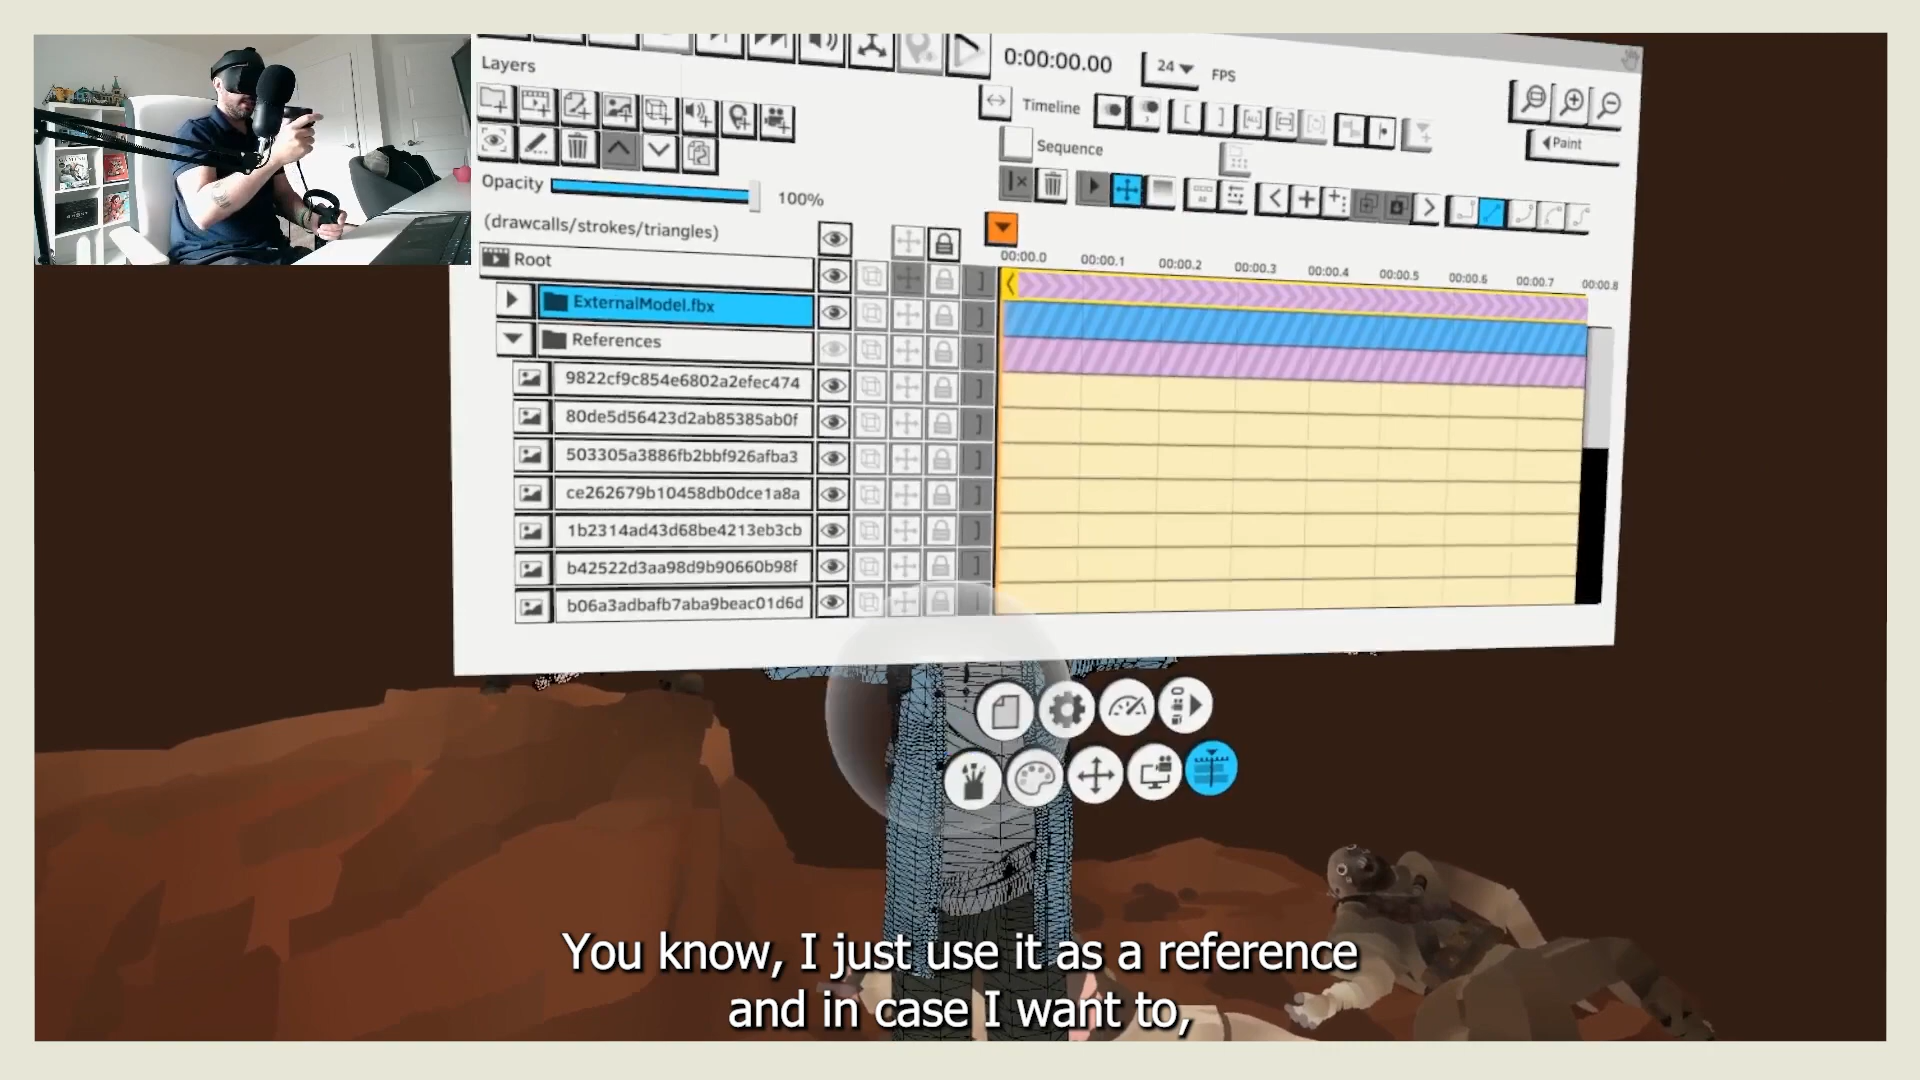 Layers
0:00:00.00
24
FPS
Timeline
Sequence
Paint
Opacity
100%
(drawcalls/strokes/triangles)
Root
ExternalModel.fbx
References
9822cf9c854e6802a2efec474
80de5d56423d2ab85385ab0f
503305a3886fb2bbf926afba3
ce262679b10458db0dce1a8a
1b2314ad43d68be4213eb3cb
b42522d3aa98d9b90660b98f
b06a3adbafb7aba9beac01d6d
00:00.0 00:00.1 00:00.2 00:00.3 00:00.4 00:00.5 00:00.6 00:00.7 00:00.8
You know, I just use it as a reference
and in case I want to,